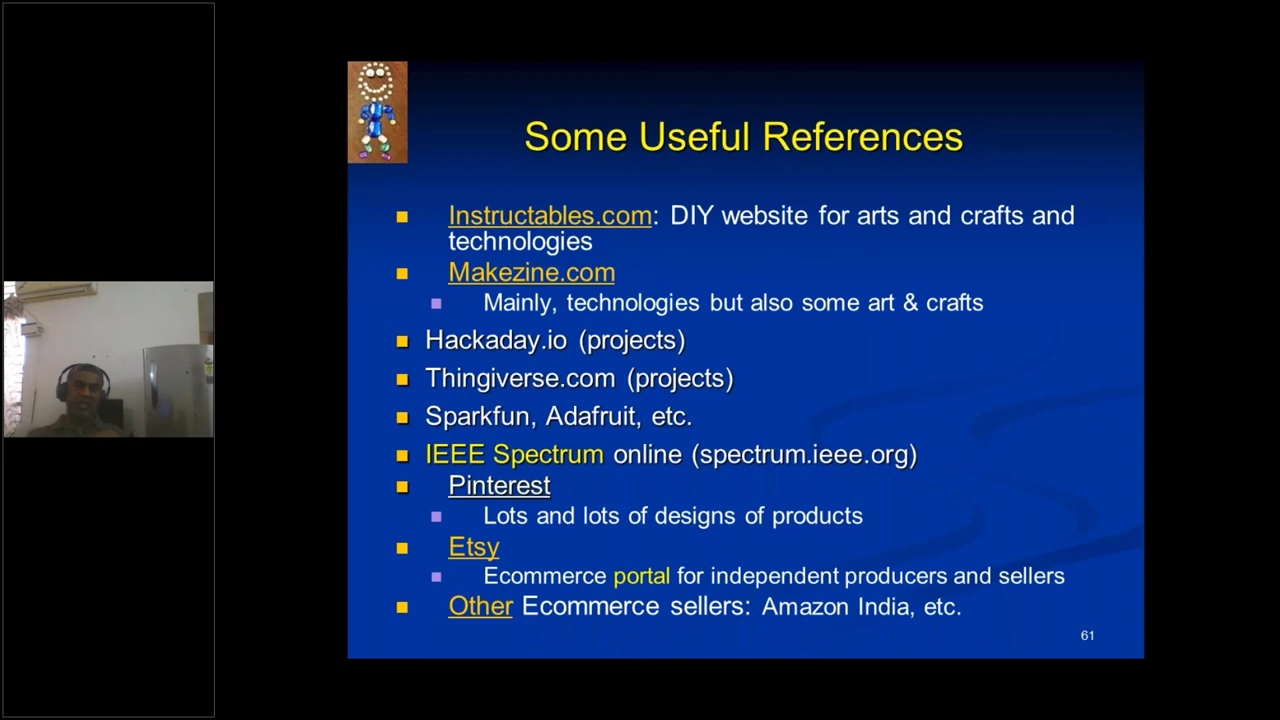 Some Useful References
Instructables.com: DIY website for arts and crafts and
technologies
Makezine.com
Mainly, technologies but also some art & crafts
Hackaday.io (projects)
Thingiverse.com (projects)
Sparkfun, Adafruit, etc.
IEEE Spectrum online (spectrum.ieee.org)
Pinterest
Lots and lots of designs of products
Etsy
Ecommerce portal for independent producers and sellers
Other Ecommerce sellers: Amazon India, etc.
61